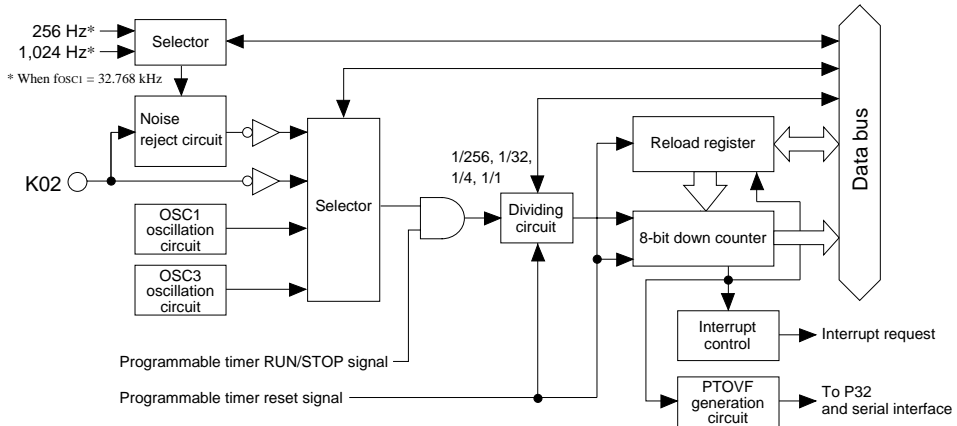 256 Hz*
1,024 Hz*
Selector
* When fOSC1 = 32.768 kHz
Noise
reject circuit
K02
OSC1
oscillation
circuit
OSC3
oscillation
circuit
Selector
1/256, 1/32,
1/4, 1/1
Dividing
circuit
Reload register
8-bit down counter
Data bus
Interrupt
control
Interrupt request
Programmable timer RUN/STOP signal
Programmable timer reset signal
PTOVF
generation
circuit
To P32
and serial interface